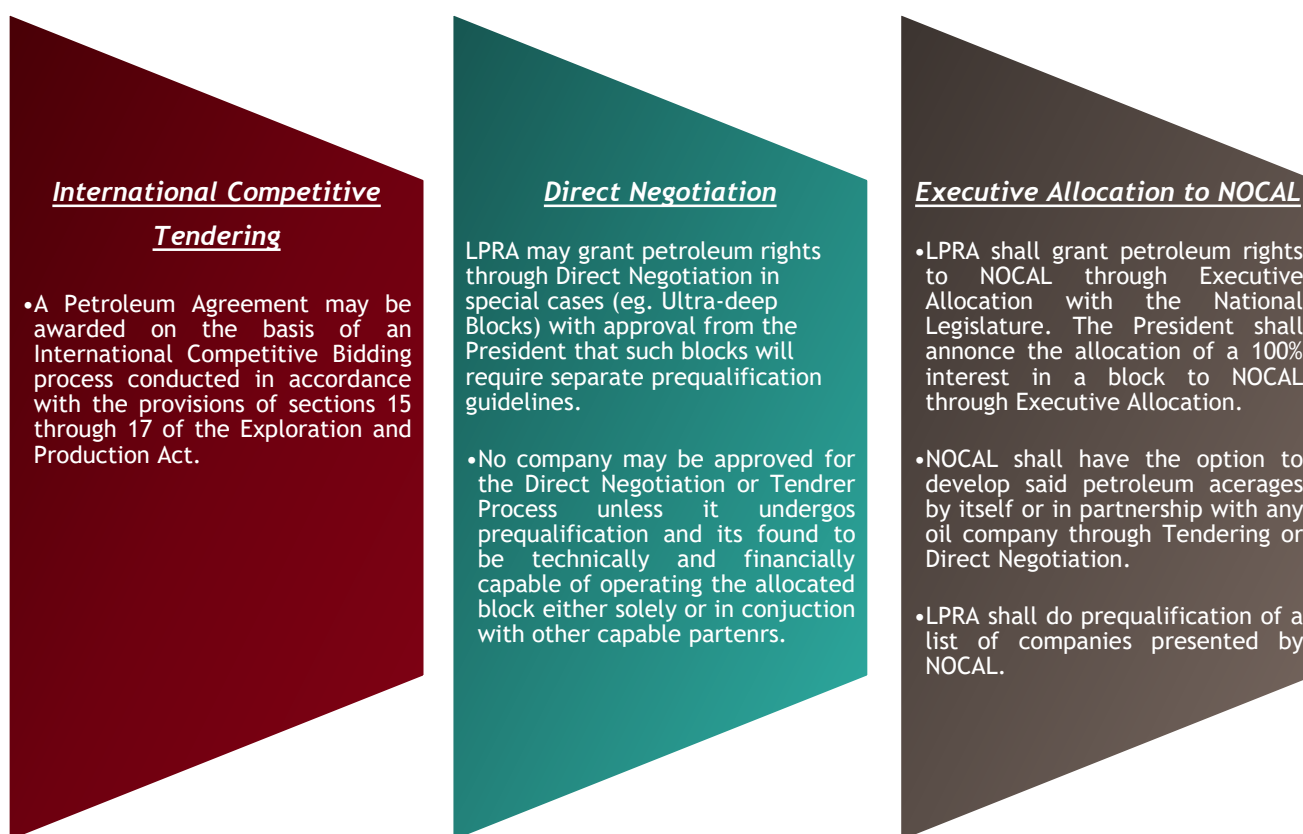 International Competitive
Tendering
•A Petroleum Agreement may be
awarded on the basis of an
International Competitive Bidding
process conducted in accordance
with the provisions of sections 15
through 17 of the Exploration and
Production Act.
Direct Negotiation
LPRA may grant petroleum rights
through Direct Negotiation in
special cases (eg. Ultra-deep
Blocks) with approval from the
President that such blocks will
require separate prequalification
guidelines.
•No company may be approved for
the Direct Negotiation or Tendrer
Process unless it undergos
prequalification and its found to
be technically and financially
capable of operating the allocated
block either solely or in conjuction
with other capable partenrs.
Executive Allocation to NOCAL
•LPRA shall grant petroleum rights
to NOCAL through Executive
Allocation with the National
Legislature. The President shall
annonce the allocation of a 100%
interest in a block to NOCAL
through Executive Allocation.
•NOCAL shall have the option to
develop said petroleum acerages
by itself or in partnership with any
oil company through Tendering or
Direct Negotiation.
•LPRA shall do prequalification of a
list of companies presented by
NOCAL.